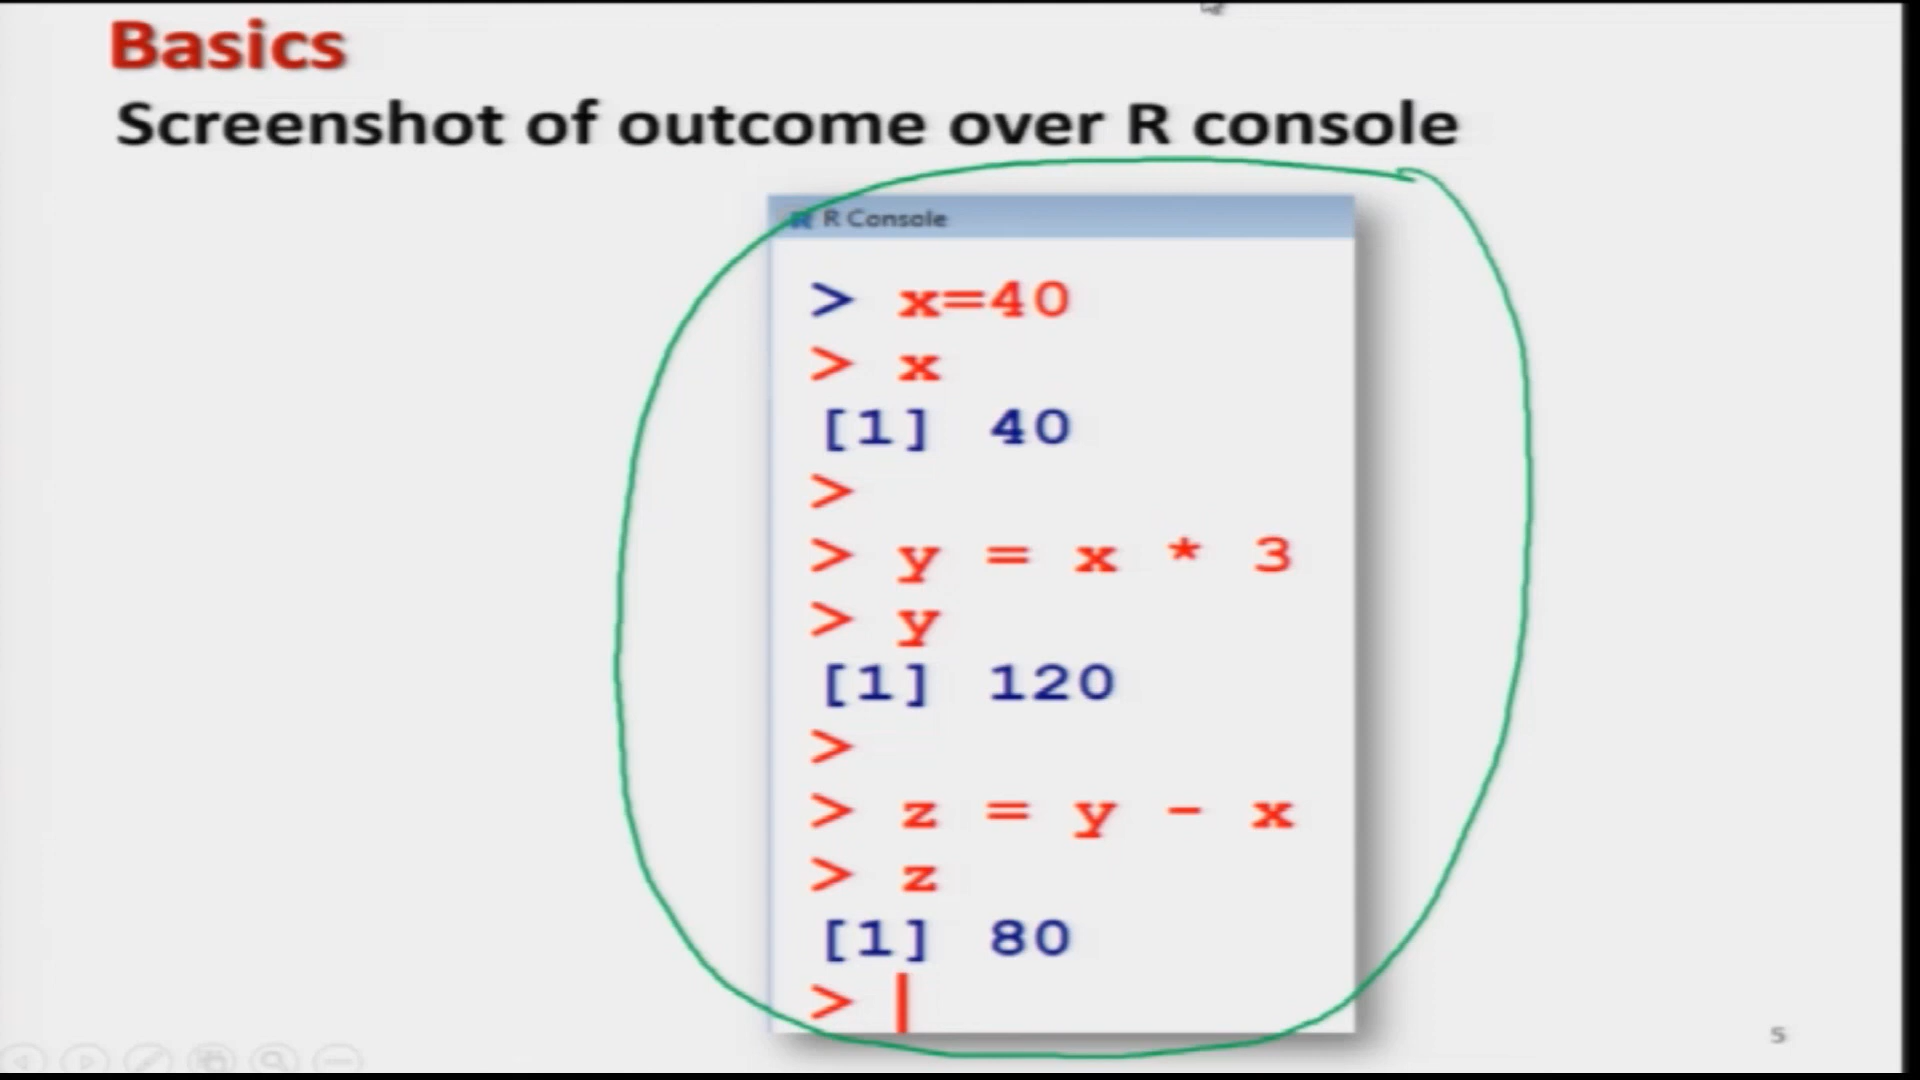 Basics
Screenshot of outcome over R console
R Console
> x=40
> x
[1] 40
>
> y = x * 3
> y
[1] 120
>
> z = y - x
> z
[1] 80
>
5